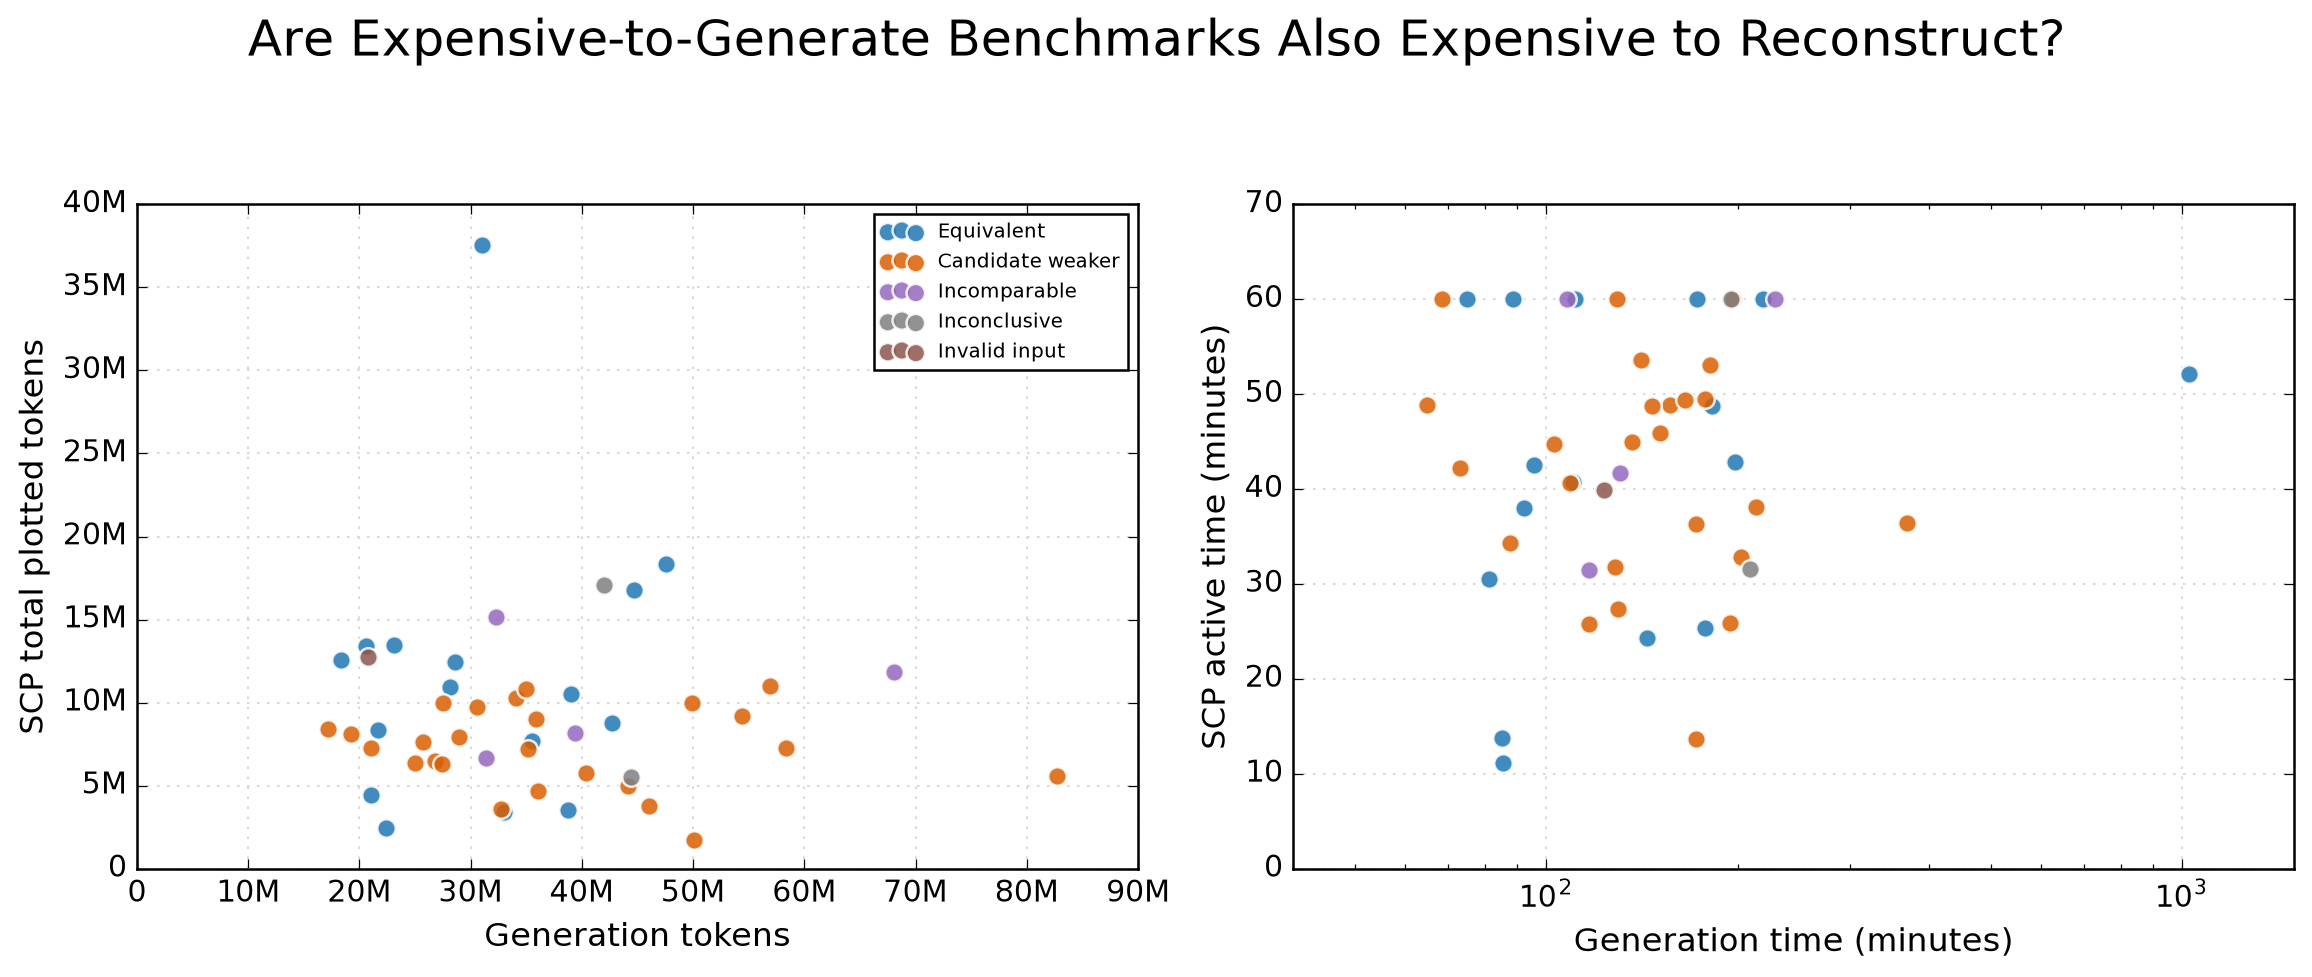 Are Expensive-to-Generate Benchmarks Also Expensive to Reconstruct?
SCP total plotted tokens
40M
35M
30M
25M
20M
15M
10M
5M
0
0 10M 20M 30M 40M 50M 60M 70M 80M 90M
Generation tokens
Equivalent
Candidate weaker
Incomparable
Inconclusive
Invalid input
SCP active time (minutes)
70
60
50
40
30
20
10
0
10² 10³
Generation time (minutes)